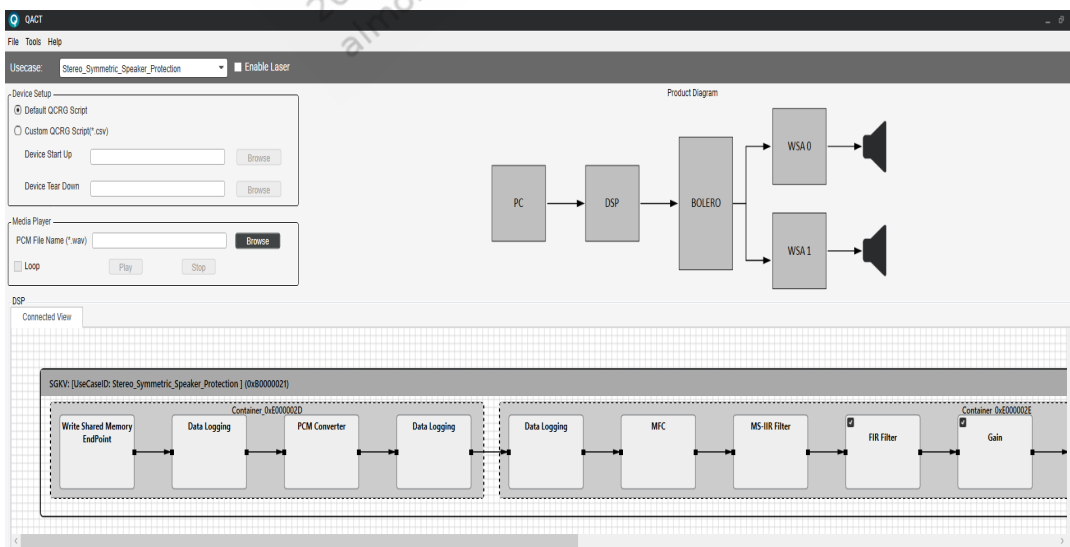 QACT
File Tools Help
Usecase: Stereo_Symmetric_Speaker_Protection Enable Laser
Device Setup
Default QCRG Script
Custom QCRG Script(*.csv)
Device Start Up Browse
Device Tear Down Browse
Media Player
PCM File Name (*.wav) Browse
Loop Play Stop
Product Diagram
PC
DSP
BOLERO
WSA 0
WSA 1
DSP
Connected View
SGKV: [UseCaseID: Stereo_Symmetric_Speaker_Protection ] (0xB0000021)
Container_0xE000002D
Write Shared Memory
EndPoint
Data Logging
PCM Converter
Data Logging
Container_0xE000002E
Data Logging
MFC
MS-IIR Filter
FIR Filter
Gain